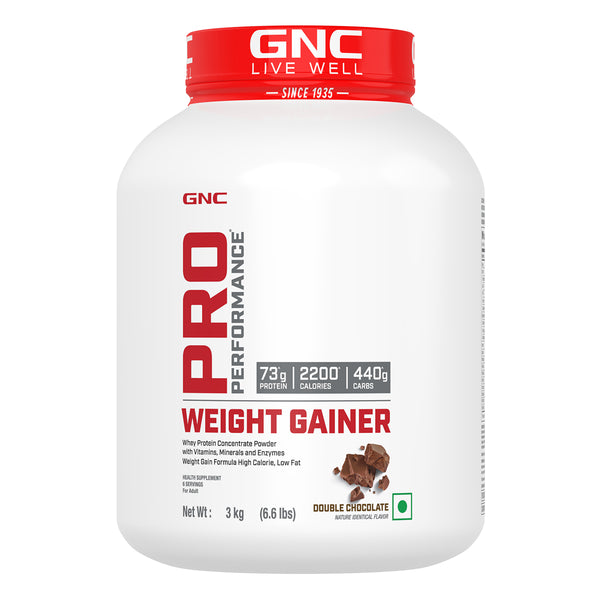 GNC
LIVE WELL
— SINCE 1935 —
GNC
PRO
PERFORMANCE®
73*g PROTEIN | 2200* CALORIES | 440*g CARBS
WEIGHT GAINER
Whey Protein Concentrate Powder
with Vitamins, Minerals and Enzymes
Weight Gain Formula High Calorie, Low Fat
HEALTH SUPPLEMENT
6 SERVINGS
For Adult
Net Wt : 3 kg (6.6 lbs)
DOUBLE CHOCOLATE
NATURE IDENTICAL FLAVOR